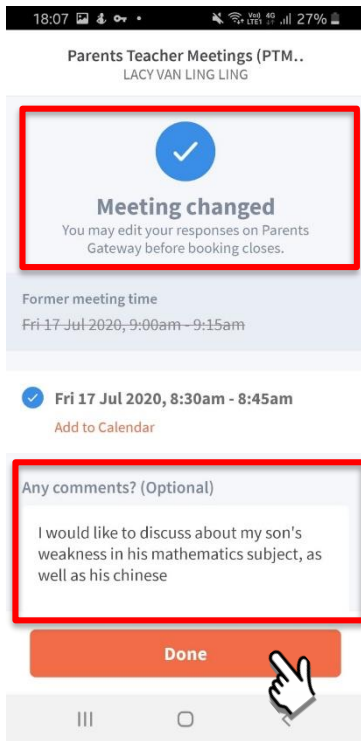 18:07 27%
Parents Teacher Meetings (PTM..
LACY VAN LING LING
Meeting changed
You may edit your responses on Parents
Gateway before booking closes.
Former meeting time
Fri 17 Jul 2020, 9:00am - 9:15am
Fri 17 Jul 2020, 8:30am - 8:45am
Add to Calendar
Any comments? (Optional)
I would like to discuss about my son's
weakness in his mathematics subject, as
well as his chinese
Done